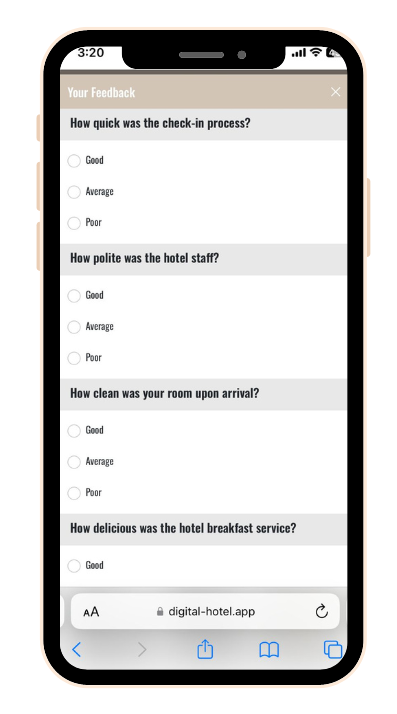 3:20
Your Feedback
How quick was the check-in process?
Good
Average
Poor
How polite was the hotel staff?
Good
Average
Poor
How clean was your room upon arrival?
Good
Average
Poor
How delicious was the hotel breakfast service?
Good
AA digital-hotel.app